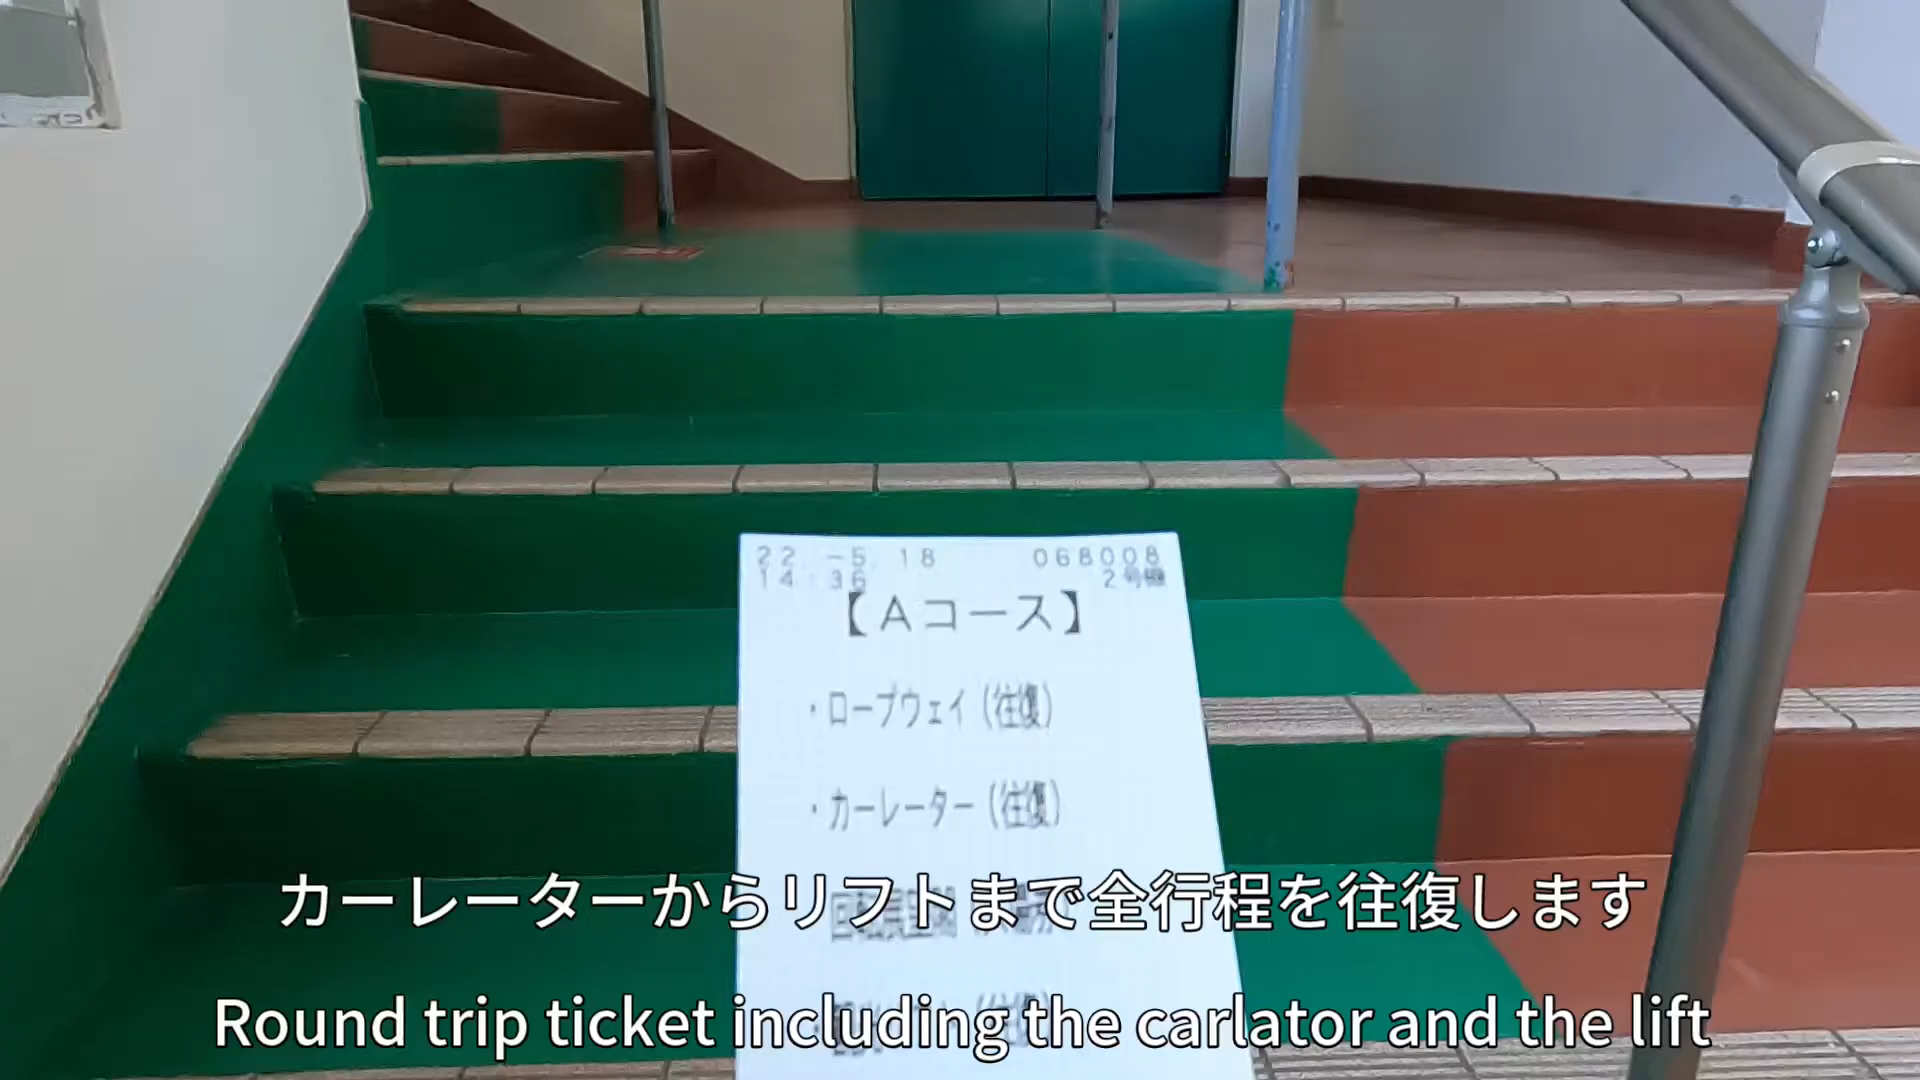 22.-5.18 068008
14:36 2号機
【Aコース】
・ロープウェイ(往復)
・カーレーター(往復)
カーレーターからリフトまで全行程を往復します
Round trip ticket including the carlator and the lift